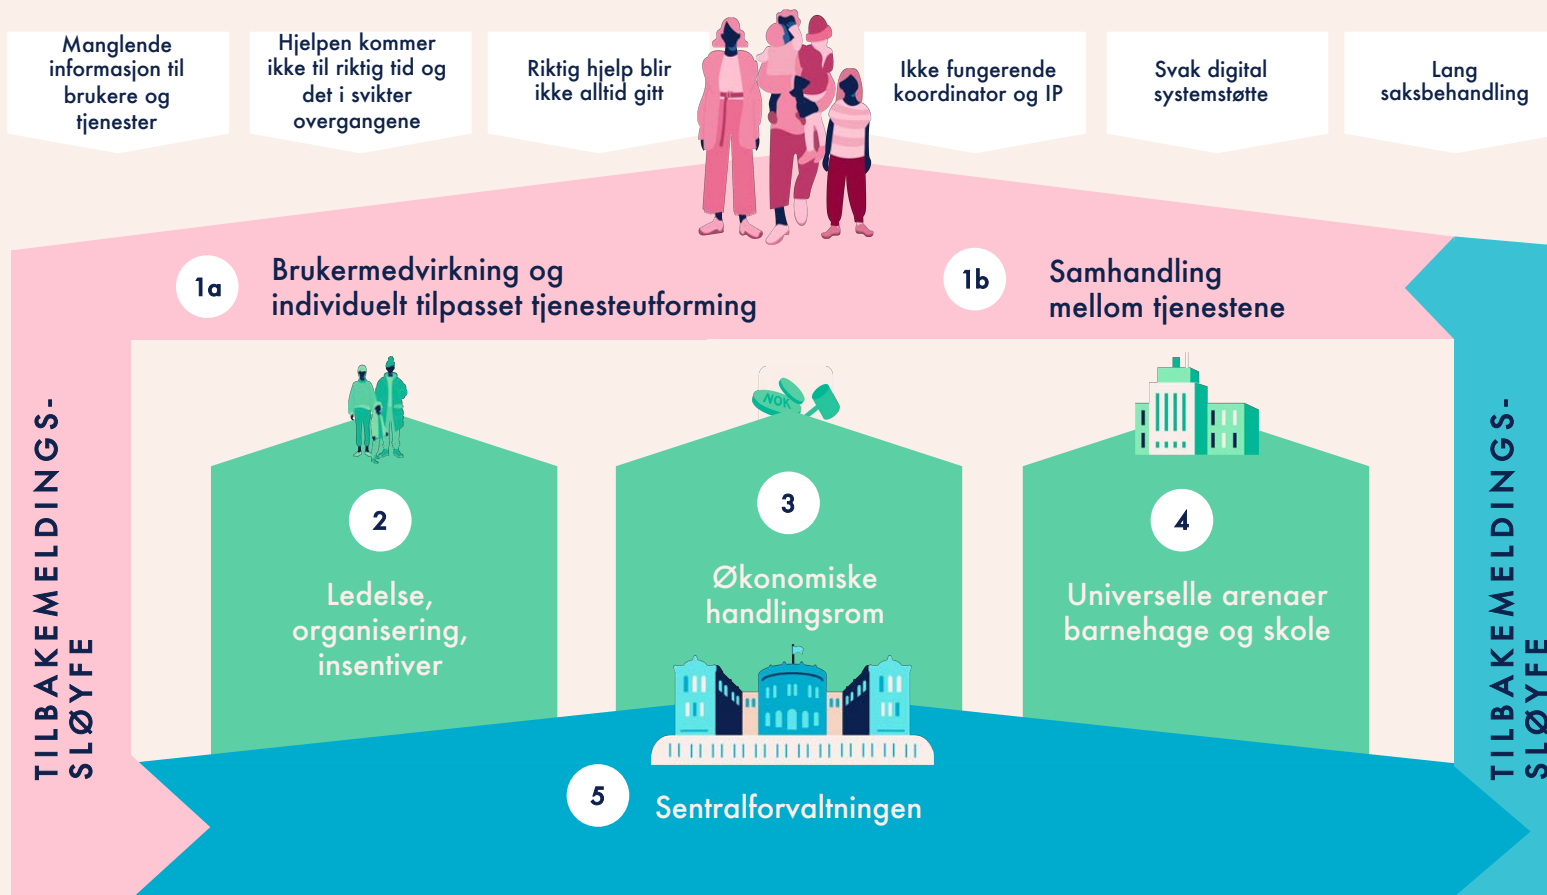 Manglende
informasjon til
brukere og
tjenester
Hjelpen kommer
ikke til riktig tid og
det i svikter
overgangene
Riktig hjelp blir
ikke alltid gitt
Ikke fungerende
koordinator og IP
Svak digital
systemstøtte
Lang
saksbehandling
1a
Brukermedvirkning og
individuelt tilpasset tjenesteutforming
1b
Samhandling
mellom tjenestene
TILBAKEMELDINGS-
SLØYFE
2
Ledelse,
organisering,
insentiver
NOK
3
Økonomiske
handlingsrom
4
Universelle arenaer
barnehage og skole
TILBAKEMELDINGS-
SLØYFE
5
Sentralforvaltningen